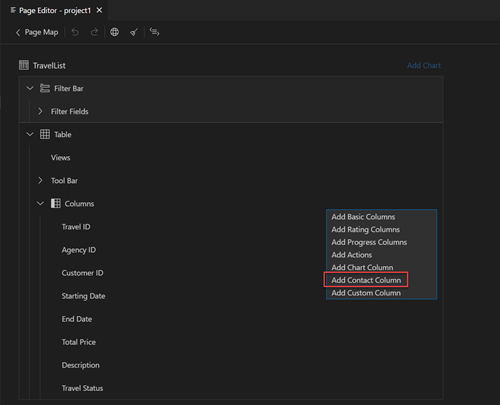 Page Editor - project1
Page Map
TravelList
Add Chart
Filter Bar
Filter Fields
Table
Views
Tool Bar
Columns
Travel ID
Agency ID
Customer ID
Starting Date
End Date
Total Price
Description
Travel Status
Add Basic Columns
Add Rating Columns
Add Progress Columns
Add Actions
Add Chart Column
Add Contact Column
Add Custom Column